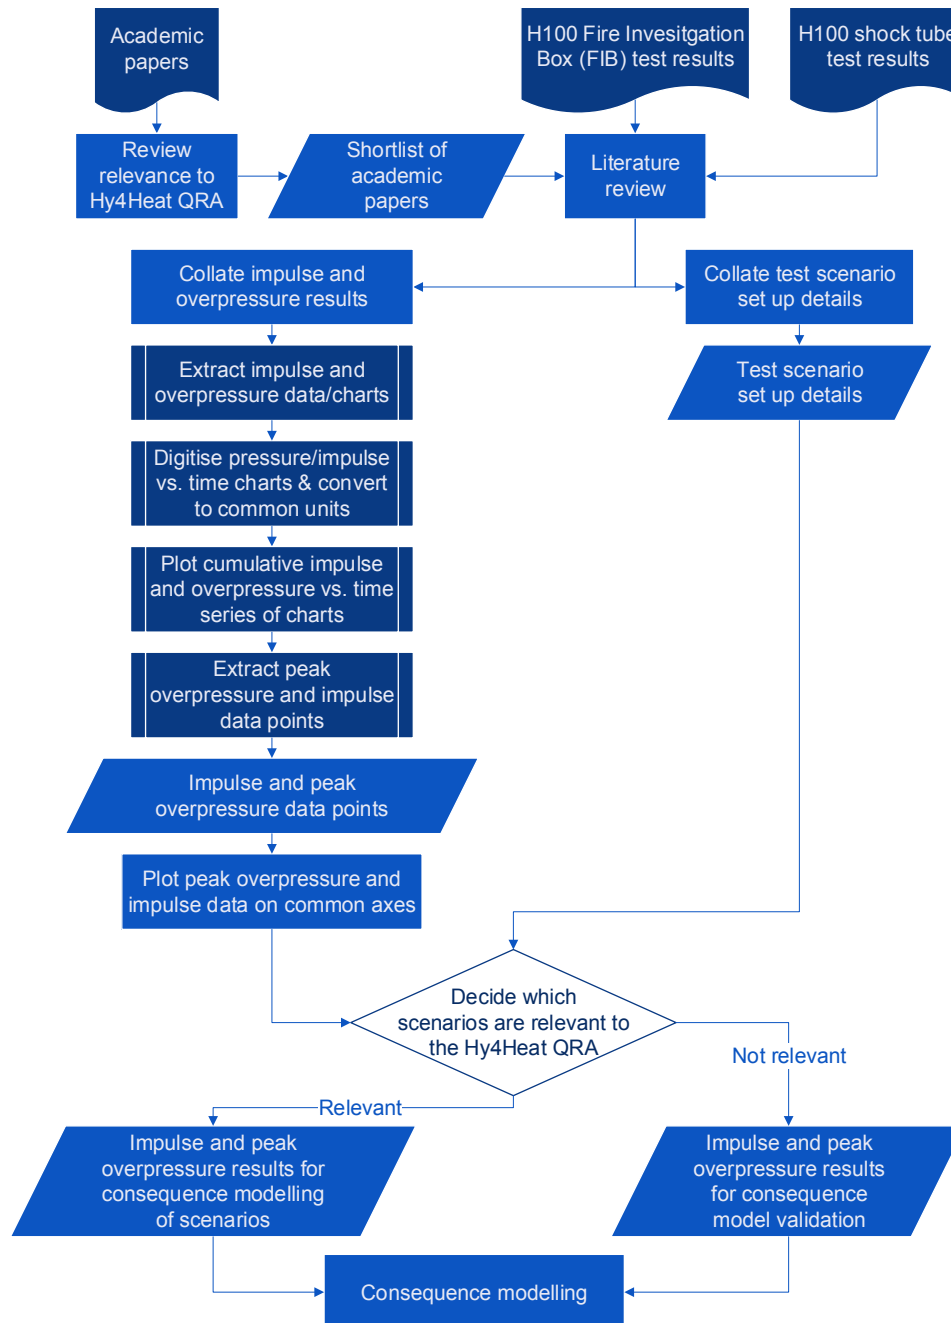 Academic
papers
H100 Fire Invesitgation
Box (FIB) test results
H100 shock tube
test results
Review
relevance to
Hy4Heat QRA
Shortlist of
academic
papers
Literature
review
Collate impulse and
overpressure results
Collate test scenario
set up details
Extract impulse and
overpressure data/charts
Test scenario
set up details
Digitise pressure/impulse
vs. time charts & convert
to common units
Plot cumulative impulse
and overpressure vs. time
series of charts
Extract peak
overpressure and impulse
data points
Impulse and peak
overpressure data points
Plot peak overpressure and
impulse data on common axes
Decide which
scenarios are relevant to
the Hy4Heat QRA
Not relevant
Relevant
Impulse and peak
overpressure results for
consequence modelling
of scenarios
Impulse and peak
overpressure results
for consequence
model validation
Consequence modelling